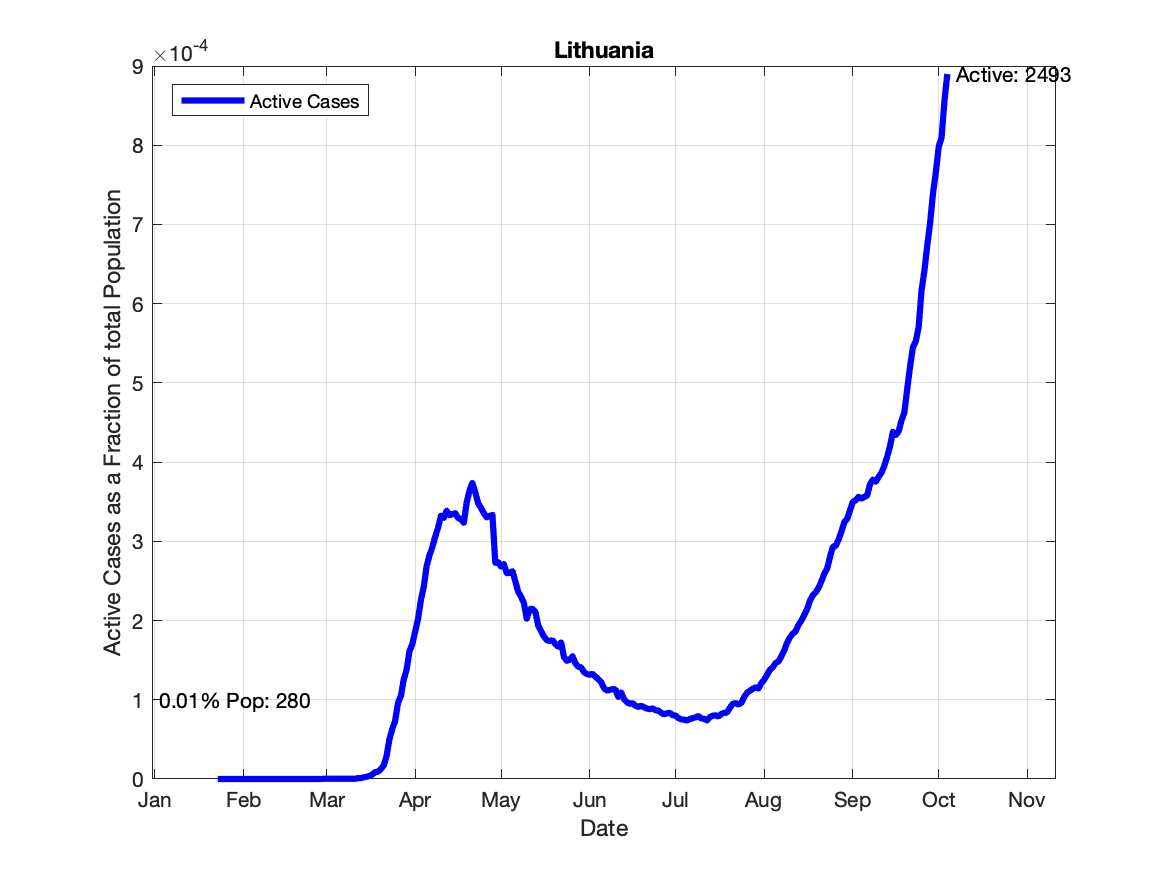 Lithuania
×10-4
9
8
7
6
5
4
3
2
1
0
Active Cases as a Fraction of total Population
Active Cases
Active: 2493
0.01% Pop: 280
Jan Feb Mar Apr May Jun Jul Aug Sep Oct Nov
Date